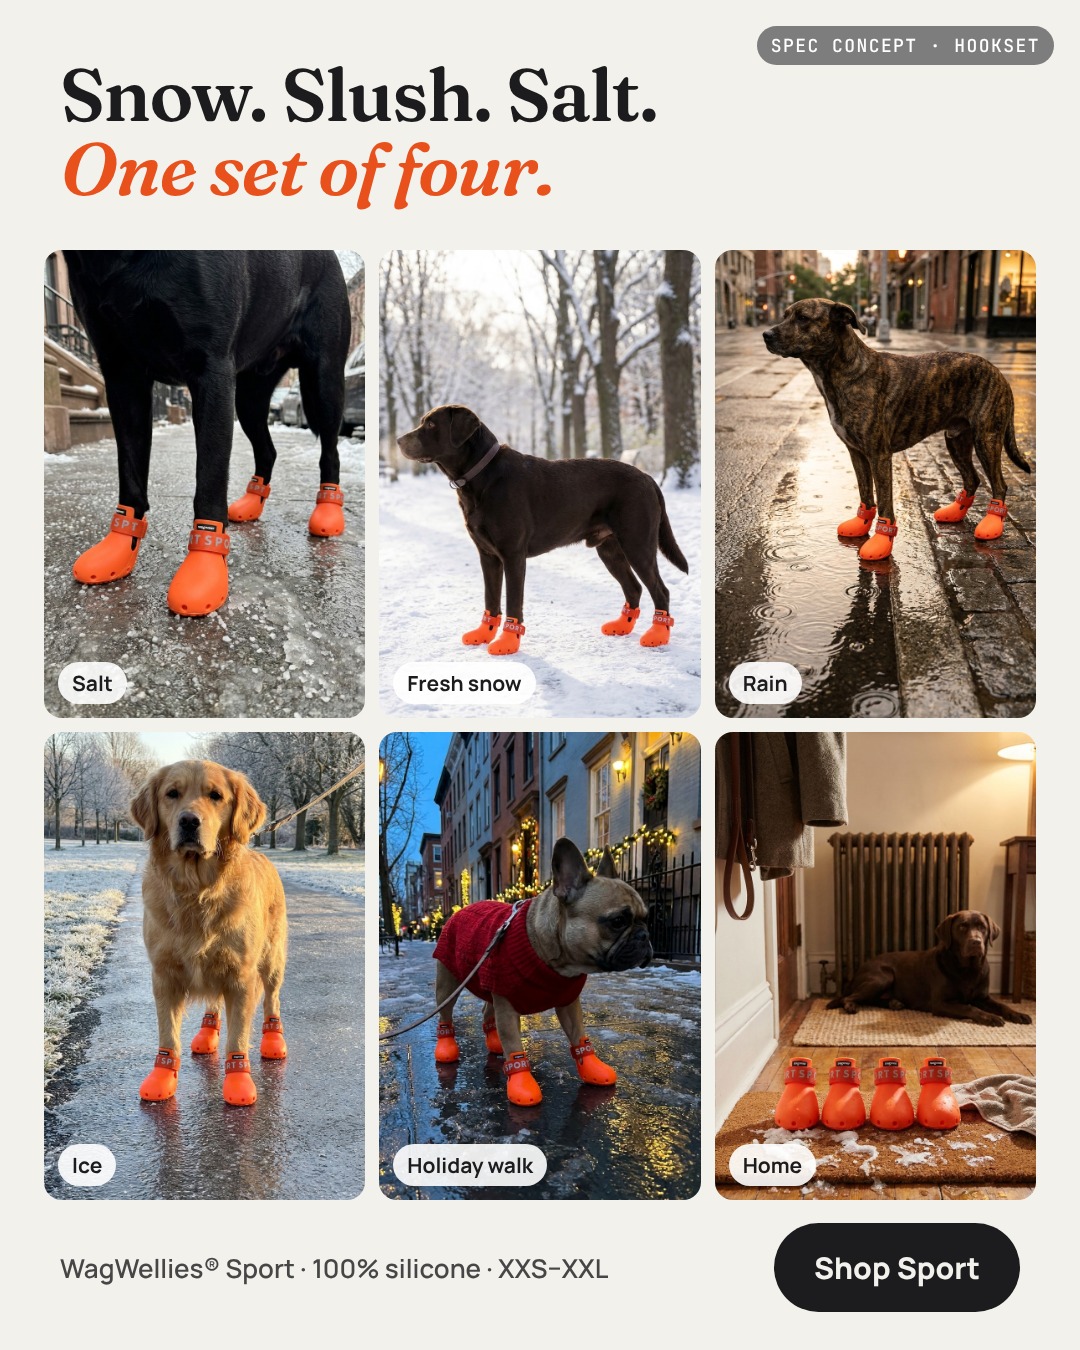 SPEC CONCEPT · HOOKSET
Snow. Slush. Salt.
One set of four.
Salt
Fresh snow
Rain
Ice
Holiday walk
Home
WagWellies® Sport · 100% silicone · XXS–XXL
Shop Sport